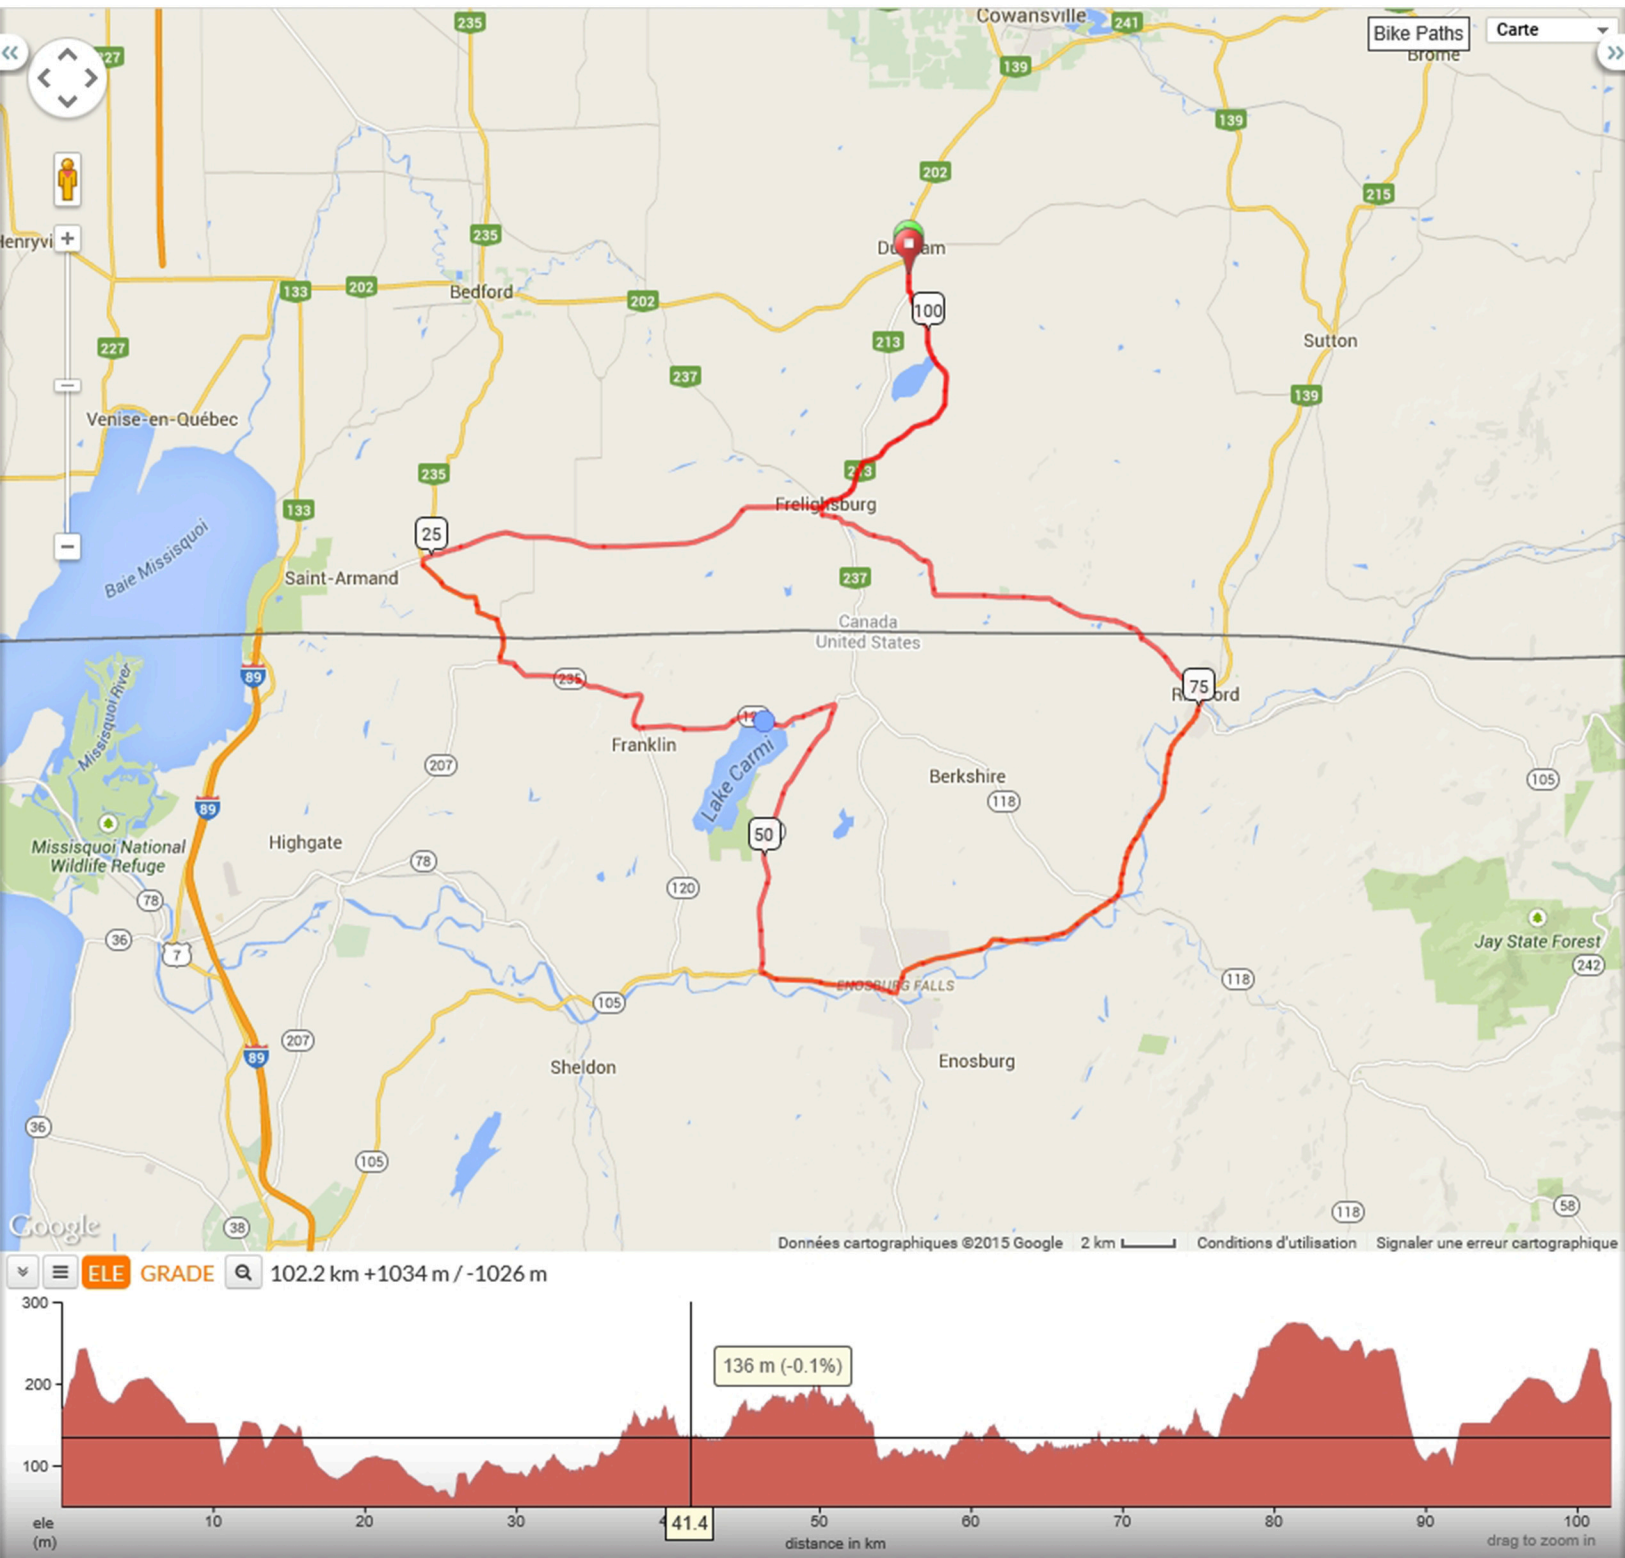 Cowansville
241
235
Bike Paths
Carte
Brome
139
139
202
215
235
Bedford
133
202
202
213
227
237
Sutton
139
Venise-en-Québec
100
235
133
Frelighsburg
25
Baie Missisquoi
Saint-Armand
237
Canada
United States
89
235
75
Missisquoi River
Franklin
Lake Carmi
207
Berkshire
118
105
89
50
Highgate
Missisquoi National
Wildlife Refuge
78
120
78
36
7
Jay State Forest
242
118
ENOSBURG FALLS
105
207
89
Sheldon
Enosburg
36
105
38
118
58
Google
Données cartographiques ©2015 Google
2 km
Conditions d'utilisation
Signaler une erreur cartographique
ELE
GRADE
102.2 km +1034 m / -1026 m
300
136 m (-0.1%)
200
100
10
20
30
41.4
50
60
70
80
90
100
ele
(m)
distance in km
drag to zoom in